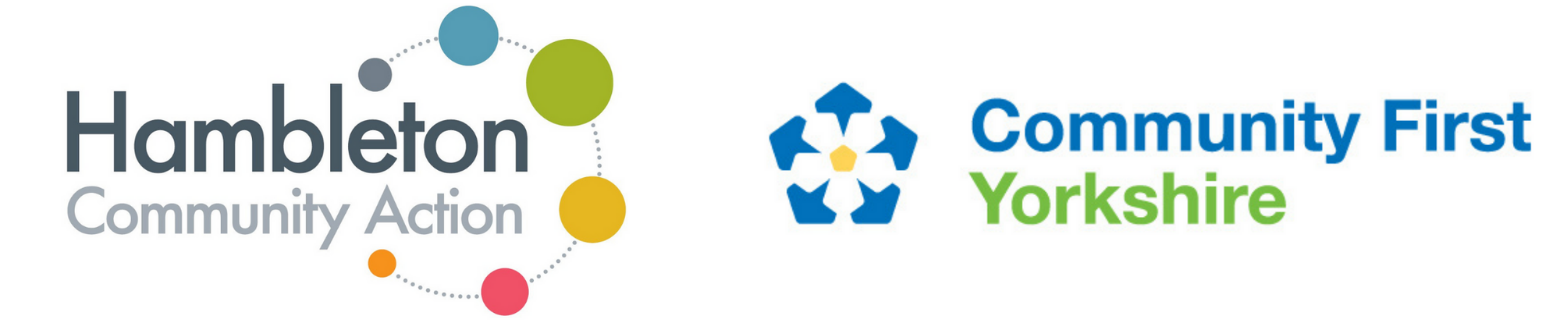 Hambleton
Community Action
Community First
Yorkshire